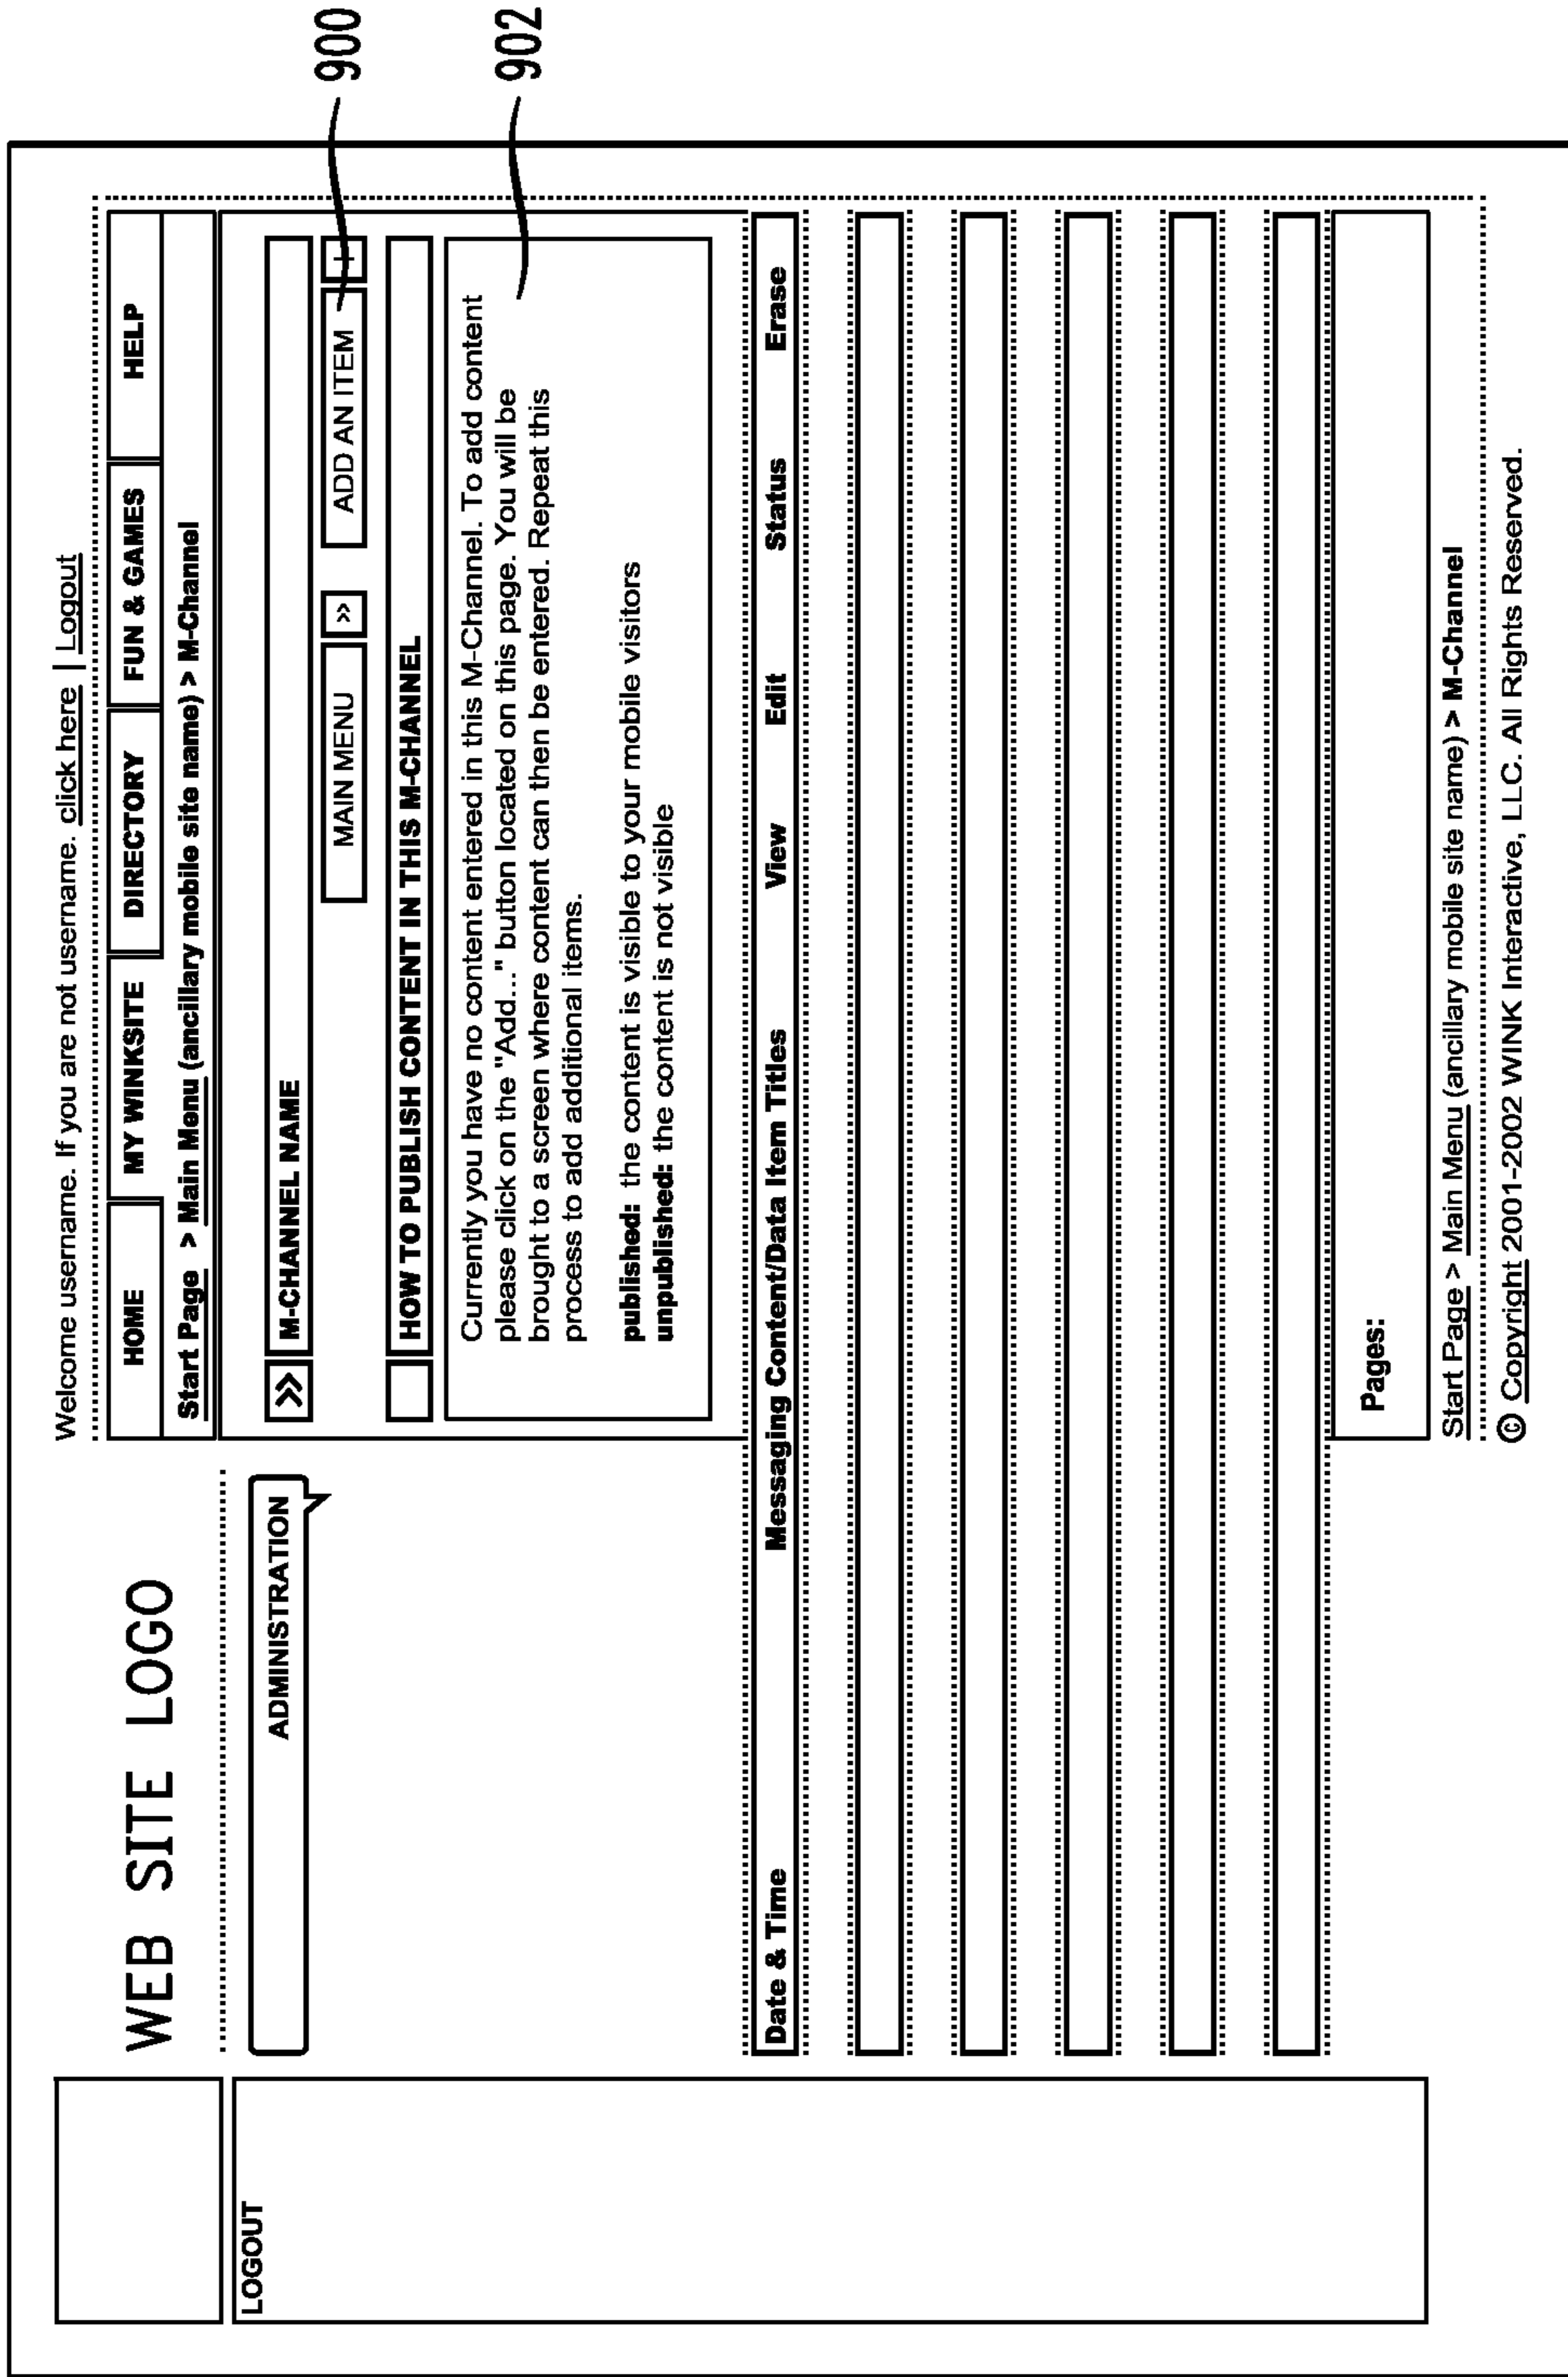 Welcome username. If you are not username. click here | Logout
WEB SITE LOGO
HOME MY WINKSITE DIRECTORY FUN & GAMES HELP
Start Page > Main Menu (ancillary mobile site name) > M-Channel
LOGOUT
ADMINISTRATION
>> M-CHANNEL NAME
MAIN MENU >> ADD AN ITEM +
900
HOW TO PUBLISH CONTENT IN THIS M-CHANNEL
Currently you have no content entered in this M-Channel. To add content
please click on the "Add..." button located on this page. You will be
brought to a screen where content can then be entered. Repeat this
process to add additional items.
902
published: the content is visible to your mobile visitors
unpublished: the content is not visible
Date & Time Messaging Content/Data Item Titles View Edit Status Erase
Pages:
Start Page > Main Menu (ancillary mobile site name) > M-Channel
© Copyright 2001-2002 WINK Interactive, LLC. All Rights Reserved.